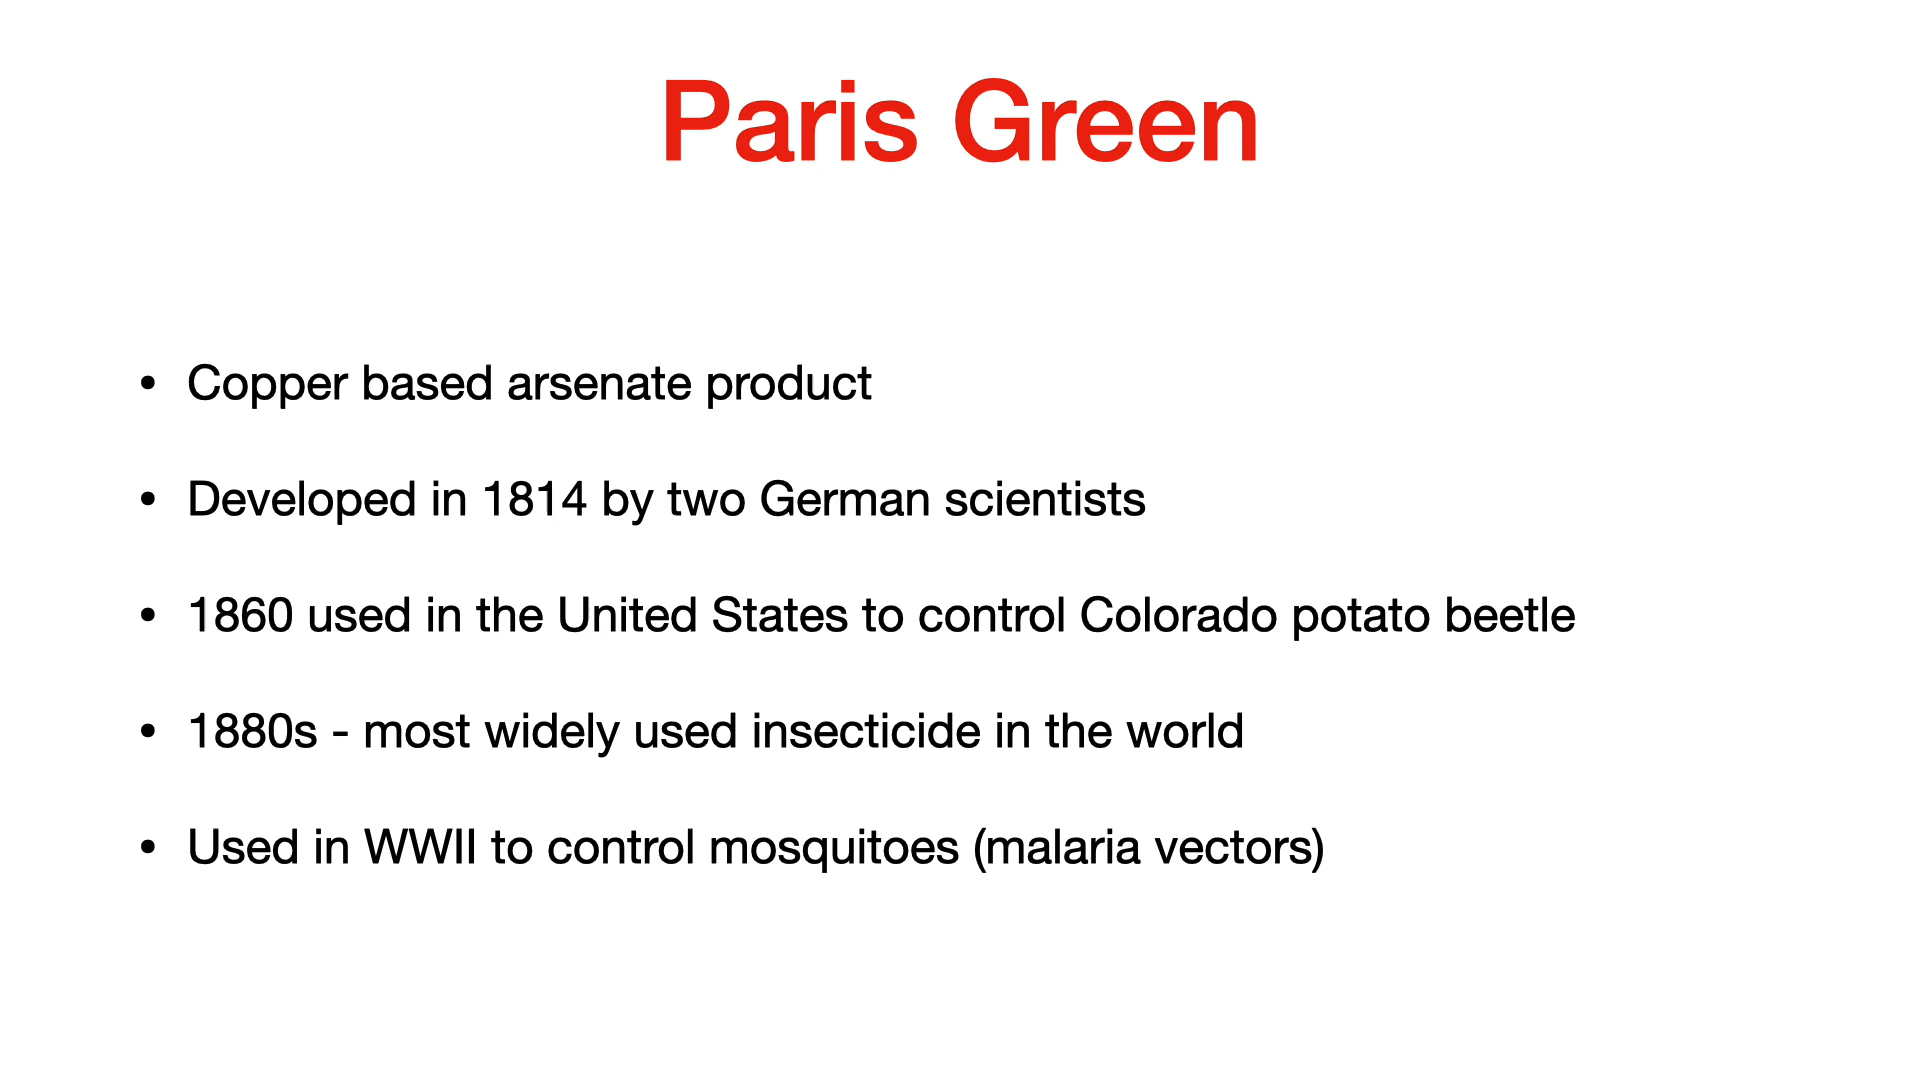 Paris Green
• Copper based arsenate product
• Developed in 1814 by two German scientists
• 1860 used in the United States to control Colorado potato beetle
• 1880s - most widely used insecticide in the world
• Used in WWII to control mosquitoes (malaria vectors)